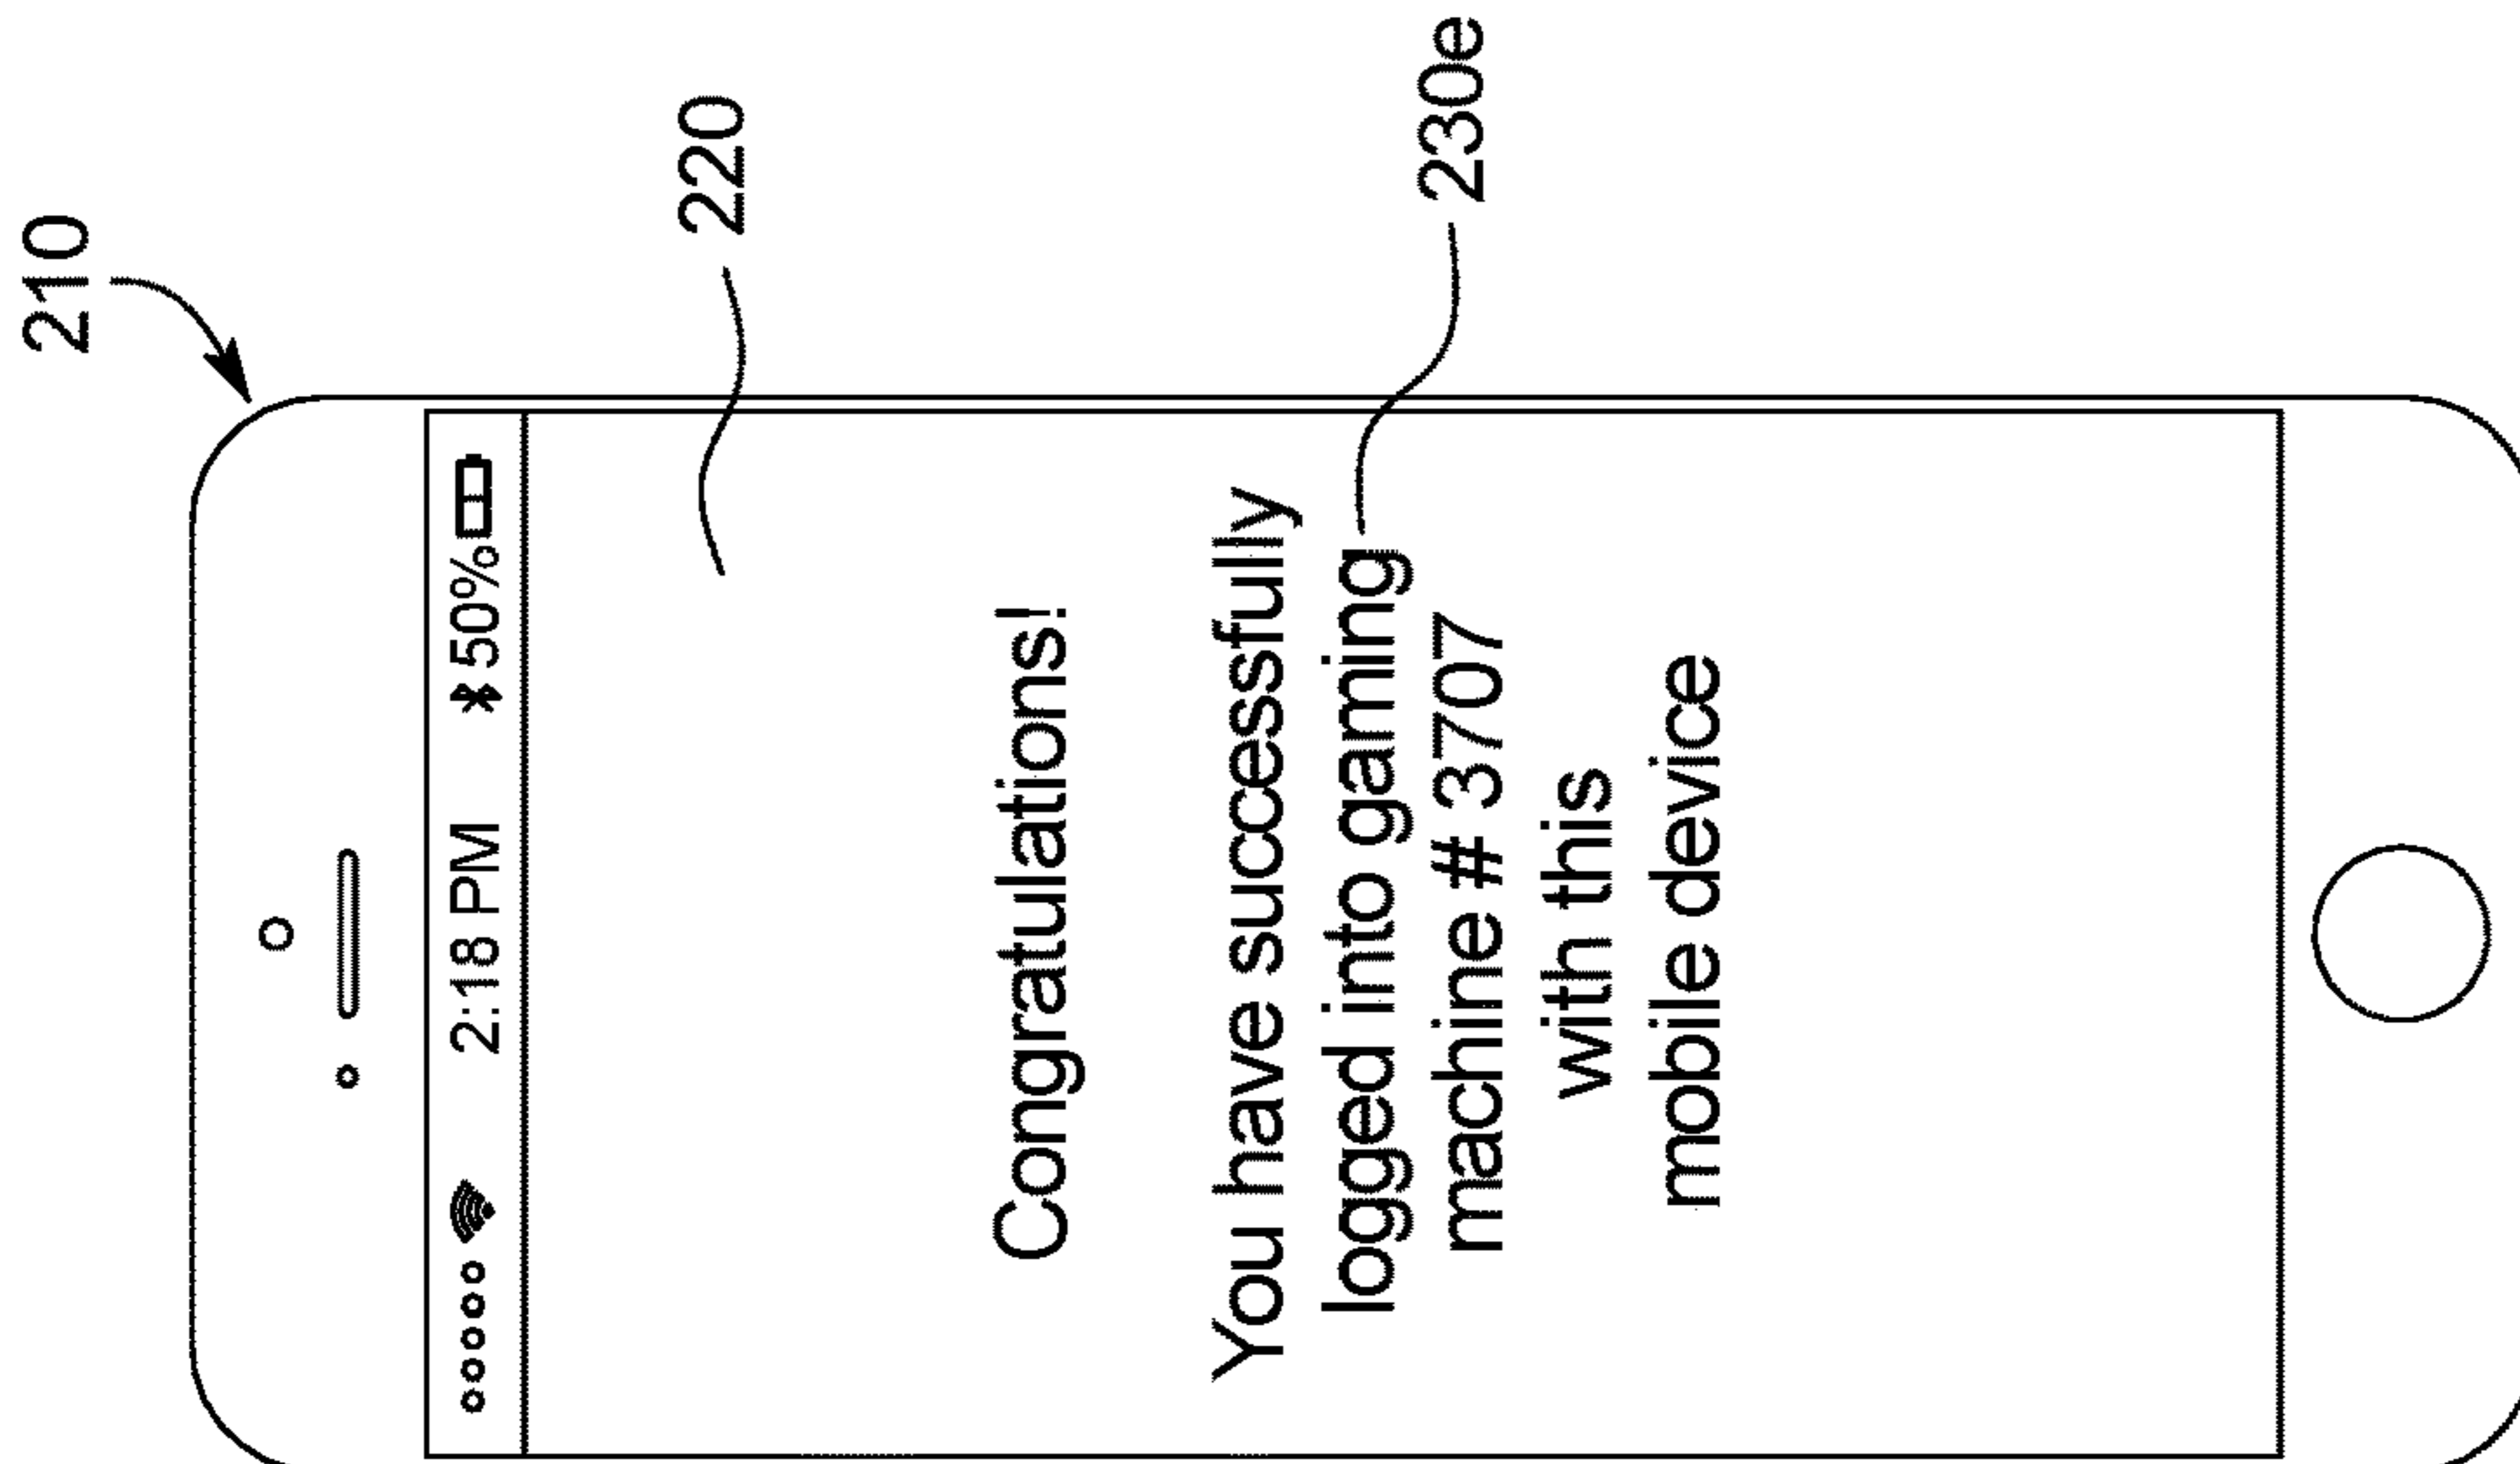 210
220
2:18 PM 50%
Congratulations!
You have successfully
logged into gaming
machine # 3707
with this
mobile device
230e